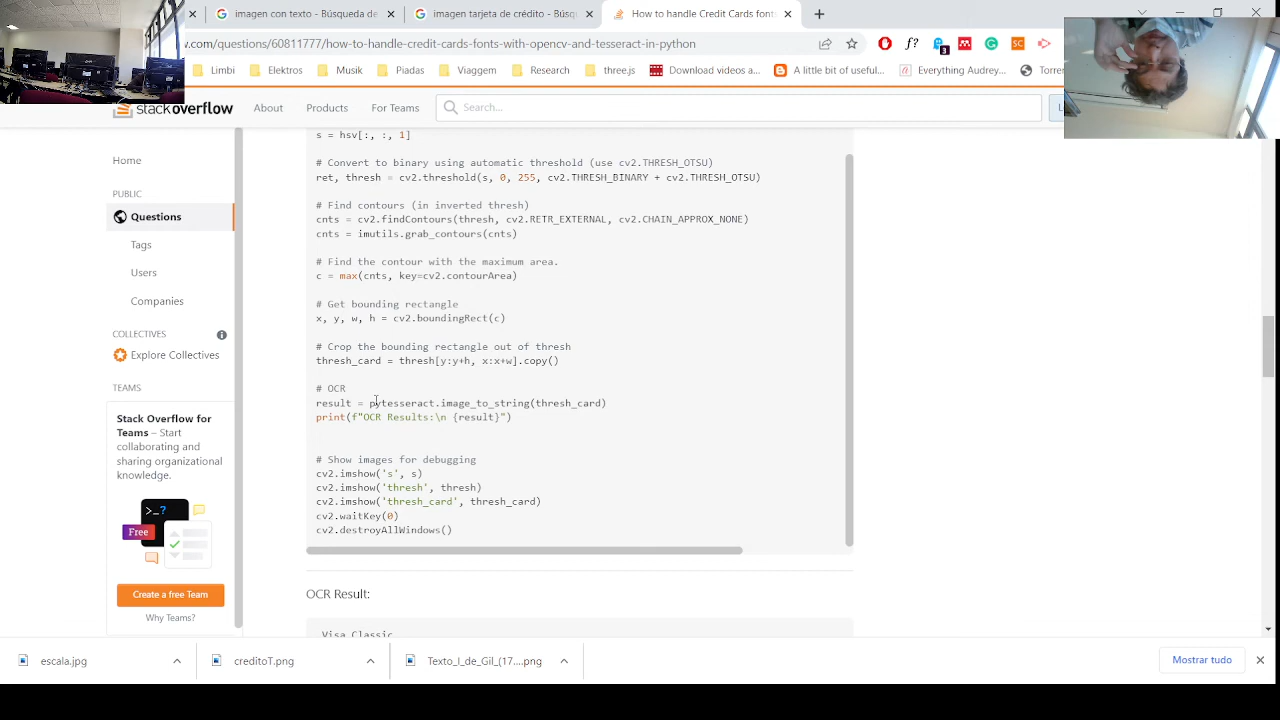 imagen con texto - Búsqueda de
imagen tarjeta de crédito - Búsqu
How to handle Credit Cards fonts
w.com/questions/60811777/how-to-handle-credit-cards-fonts-with-opencv-and-tesseract-in-python
f?
3
SC
Limbi
Elektros
Musik
Piadas
Viaggem
Research
three.js
Download videos a...
A little bit of useful...
Everything Audrey...
Torren
stackoverflow
About
Products
For Teams
Search...
L
Home
PUBLIC
Questions
Tags
Users
Companies
COLLECTIVES
Explore Collectives
TEAMS
Stack Overflow for
Teams – Start
collaborating and
sharing organizational
knowledge.
>_?
Free
Create a free Team
Why Teams?
s = hsv[:, :, 1]
# Convert to binary using automatic threshold (use cv2.THRESH_OTSU)
ret, thresh = cv2.threshold(s, 0, 255, cv2.THRESH_BINARY + cv2.THRESH_OTSU)
# Find contours (in inverted thresh)
cnts = cv2.findContours(thresh, cv2.RETR_EXTERNAL, cv2.CHAIN_APPROX_NONE)
cnts = imutils.grab_contours(cnts)
# Find the contour with the maximum area.
c = max(cnts, key=cv2.contourArea)
# Get bounding rectangle
x, y, w, h = cv2.boundingRect(c)
# Crop the bounding rectangle out of thresh
thresh_card = thresh[y:y+h, x:x+w].copy()
# OCR
result = pytesseract.image_to_string(thresh_card)
print(f"OCR Results:\n {result}")
# Show images for debugging
cv2.imshow('s', s)
cv2.imshow('thresh', thresh)
cv2.imshow('thresh_card', thresh_card)
cv2.waitKey(0)
cv2.destroyAllWindows()
OCR Result:
Visa Classic
escala.jpg
creditoT.png
Texto_I_de_Gil_(17....png
Mostrar tudo